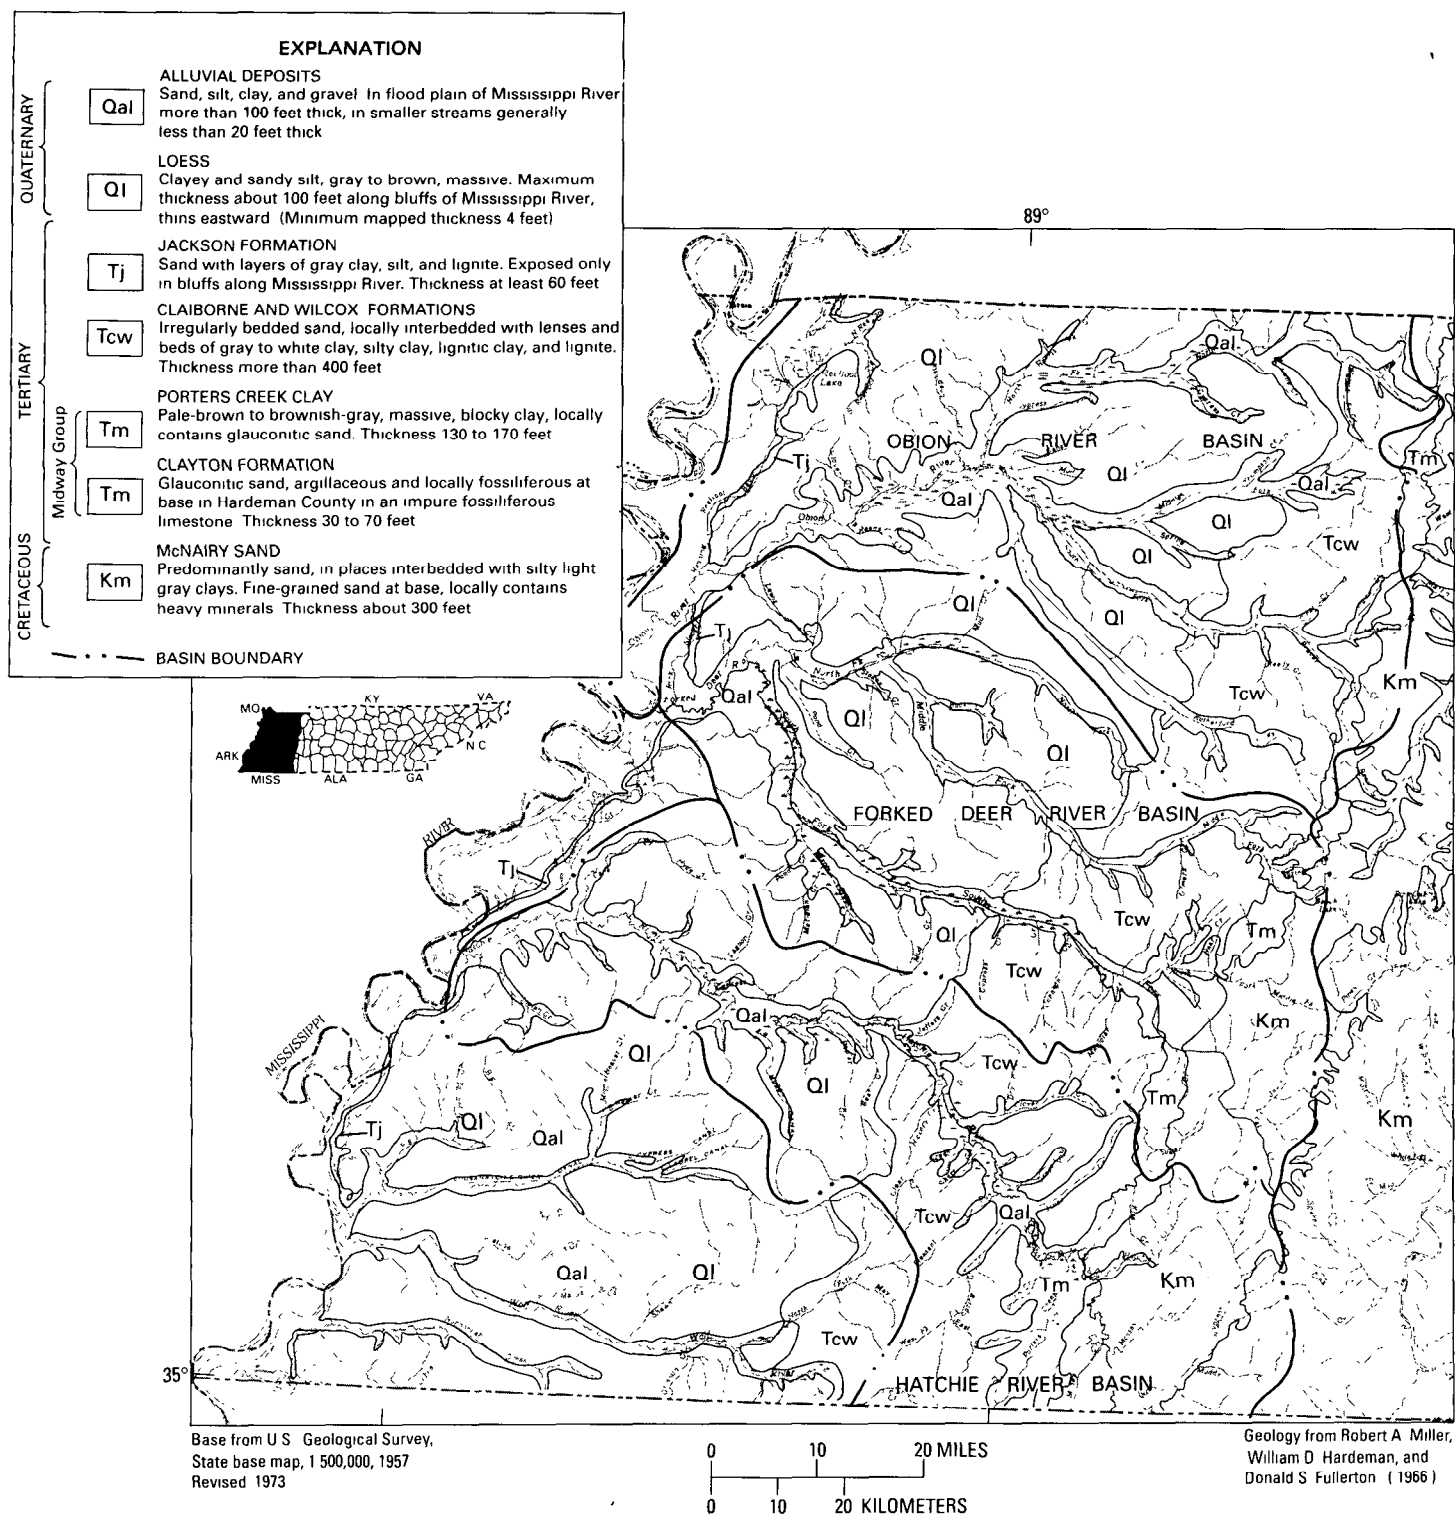 EXPLANATION
QUATERNARY
Qal
ALLUVIAL DEPOSITS
Sand, silt, clay, and gravel In flood plain of Mississippi River
more than 100 feet thick, in smaller streams generally
less than 20 feet thick
Ql
LOESS
Clayey and sandy silt, gray to brown, massive. Maximum
thickness about 100 feet along bluffs of Mississippi River,
thins eastward (Minimum mapped thickness 4 feet)
TERTIARY
Tj
JACKSON FORMATION
Sand with layers of gray clay, silt, and lignite. Exposed only
in bluffs along Mississippi River. Thickness at least 60 feet
Tcw
CLAIBORNE AND WILCOX FORMATIONS
Irregularly bedded sand, locally interbedded with lenses and
beds of gray to white clay, silty clay, lignitic clay, and lignite.
Thickness more than 400 feet
Midway Group
Tm
PORTERS CREEK CLAY
Pale-brown to brownish-gray, massive, blocky clay, locally
contains glauconitic sand. Thickness 130 to 170 feet
Tm
CLAYTON FORMATION
Glauconitic sand, argillaceous and locally fossiliferous at
base in Hardeman County in an impure fossiliferous
limestone Thickness 30 to 70 feet
CRETACEOUS
Km
McNAIRY SAND
Predominantly sand, in places interbedded with silty light
gray clays. Fine-grained sand at base, locally contains
heavy minerals Thickness about 300 feet
BASIN BOUNDARY
MO
KY
VA
ARK
N C
MISS
ALA
GA
89°
Qal
Ql
Lake
OBION RIVER BASIN
Tj
Ql
Tm
Qal
Qal
Ql
Ql
Tcw
Ql
Ql
Tj
Km
Qal
Tcw
North
Ql
Middle
Ql
FORKED DEER RIVER BASIN
RIVER
Tj
Tcw
Ql
Tm
Tcw
Qal
Km
MISSISSIPPI
Ql
Tcw
Ql
Tm
Km
Ql
Tj
Qal
Tcw
Qal
Qal
Ql
Tm
Km
Tcw
35°
HATCHIE RIVER BASIN
Base from U S Geological Survey,
State base map, 1 500,000, 1957
Revised 1973
0 10 20 MILES
0 10 20 KILOMETERS
Geology from Robert A Miller,
William D Hardeman, and
Donald S Fullerton (1966)